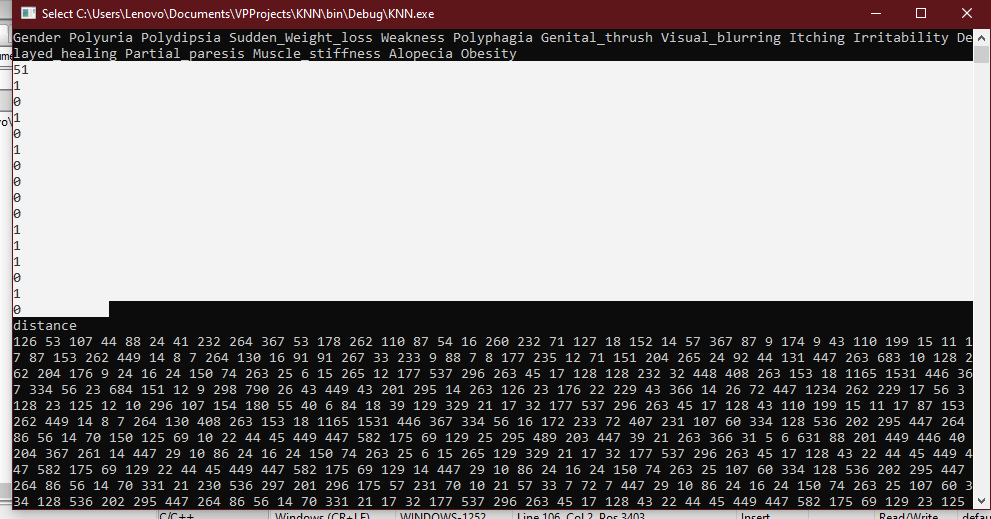 Select C:\Users\Lenovo\Documents\VPProjects\KNN\bin\Debug\KNN.exe
Gender Polyuria Polydipsia Sudden_Weight_loss Weakness Polyphagia Genital_thrush Visual_blurring Itching Irritability De
layed_healing Partial_paresis Muscle_stiffness Alopecia Obesity
51
1
0
1
0
1
0
0
0
0
1
1
1
0
1
0
distance
126 53 107 44 88 24 41 232 264 367 53 178 262 110 87 54 16 260 232 71 127 18 152 14 57 367 87 9 174 9 43 110 199 15 11 1
7 87 153 262 449 14 8 7 264 130 16 91 91 267 33 233 9 88 7 8 177 235 12 71 151 204 265 24 92 44 131 447 263 683 10 128 2
62 204 176 9 24 16 24 150 74 263 25 6 15 265 12 177 537 296 263 45 17 128 128 232 32 448 408 263 153 18 1165 1531 446 36
7 334 56 23 684 151 12 9 298 790 26 43 449 43 201 295 14 263 126 23 176 22 229 43 366 14 26 72 447 1234 262 229 17 56 3
128 23 125 12 10 296 107 154 180 55 40 6 84 18 39 129 329 21 17 32 177 537 296 263 45 17 128 43 110 199 15 11 17 87 153
262 449 14 8 7 264 130 408 263 153 18 1165 1531 446 367 334 56 16 172 233 72 407 231 107 60 334 128 536 202 295 447 264
86 56 14 70 150 125 69 10 22 44 45 449 447 582 175 69 129 25 295 489 203 447 39 21 263 366 31 5 6 631 88 201 449 446 40
204 367 261 14 447 29 10 86 24 16 24 150 74 263 25 6 15 265 129 329 21 17 32 177 537 296 263 45 17 128 43 22 44 45 449 4
47 582 175 69 129 22 44 45 449 447 582 175 69 129 14 447 29 10 86 24 16 24 150 74 263 25 107 60 334 128 536 202 295 447
264 86 56 14 70 331 21 230 536 297 201 296 175 57 231 70 10 21 57 33 7 72 7 447 29 10 86 24 16 24 150 74 263 25 107 60 3
34 128 536 202 295 447 264 86 56 14 70 331 21 17 32 177 537 296 263 45 17 128 43 22 44 45 449 447 582 175 69 129 23 125
C/C++ Windows (CR+LF) WINDOWS-1252 Line 106, Col 2, Pos 3403 Insert Read/Write